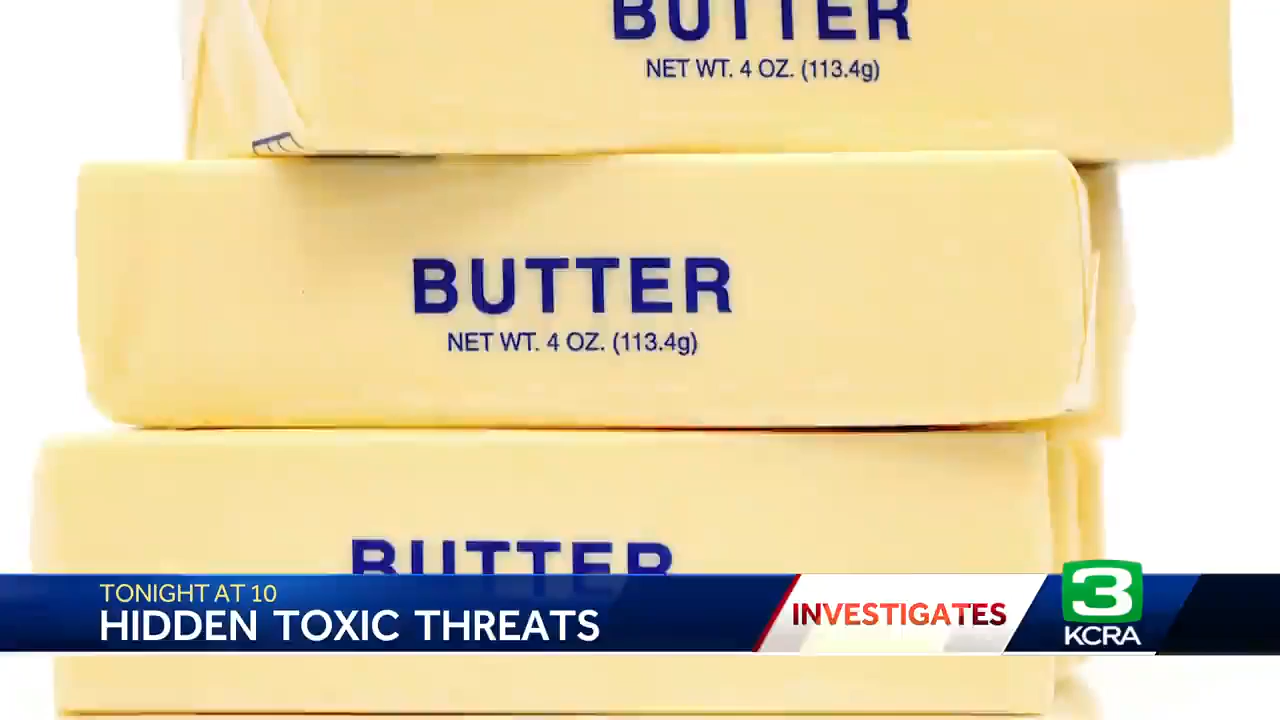 BUTTER
NET WT. 4 OZ. (113.4g)
BUTTER
NET WT. 4 OZ. (113.4g)
BUTTER
TONIGHT AT 10
HIDDEN TOXIC THREATS
INVESTIGATES
3
KCRA